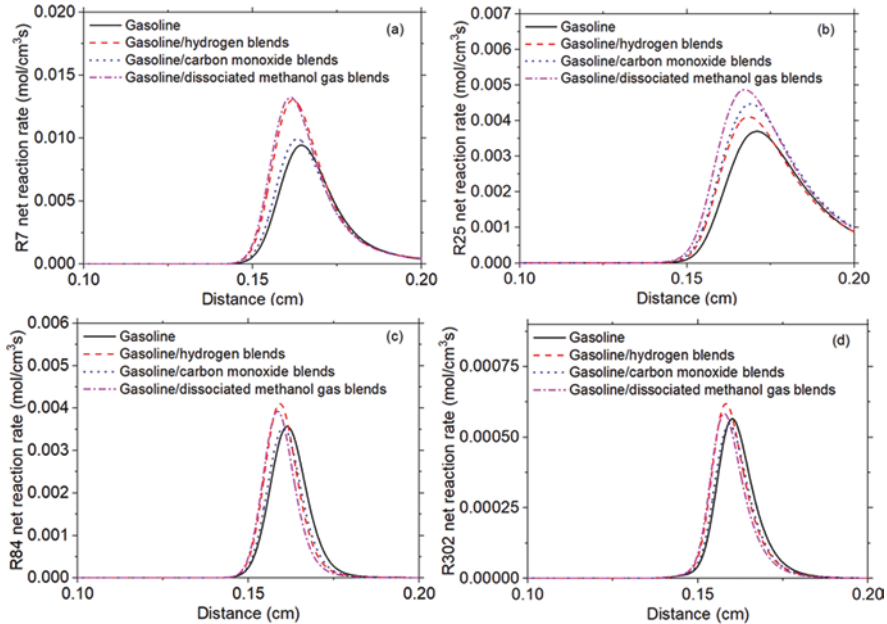 (a)
Gasoline
Gasoline/hydrogen blends
Gasoline/carbon monoxide blends
Gasoline/dissociated methanol gas blends
R7 net reaction rate (mol/cm³s)
0.020
0.015
0.010
0.005
0.000
0.10
0.15
0.20
Distance (cm)
(b)
Gasoline
Gasoline/hydrogen blends
Gasoline/carbon monoxide blends
Gasoline/dissociated methanol gas blends
R25 net reaction rate (mol/cm³s)
0.007
0.006
0.005
0.004
0.003
0.002
0.001
0.000
0.10
0.15
0.20
Distance (cm)
(c)
Gasoline
Gasoline/hydrogen blends
Gasoline/carbon monoxide blends
Gasoline/dissociated methanol gas blends
R84 net reaction rate (mol/cm³s)
0.006
0.005
0.004
0.003
0.002
0.001
0.000
0.10
0.15
0.20
Distance (cm)
(d)
Gasoline
Gasoline/hydrogen blends
Gasoline/carbon monoxide blends
Gasoline/dissociated methanol gas blends
R302 net reaction rate (mol/cm³s)
0.00075
0.00050
0.00025
0.00000
0.10
0.15
0.20
Distance (cm)